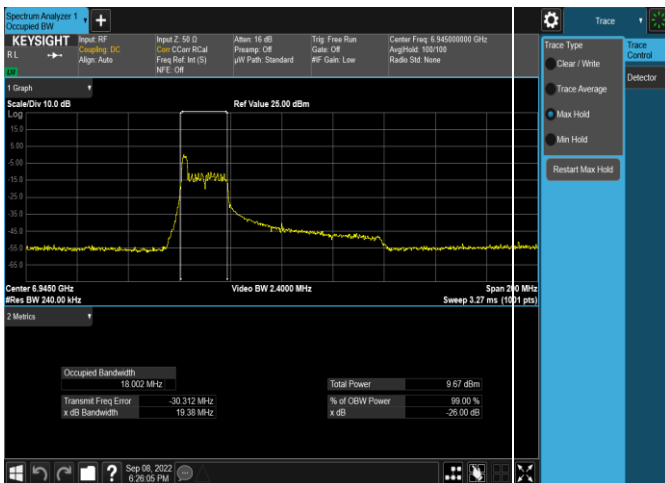 Spectrum Analyzer 1
Occupied BW
+
Trace
KEYSIGHT
Input: RF
Coupling: DC
Align: Auto
Input Z: 50 Ω
Corr CCorr RCal
Freq Ref: Int (S)
NFE: Off
Atten: 16 dB
Preamp: Off
µW Path: Standard
Trig: Free Run
Gate: Off
#IF Gain: Low
Center Freq: 6.945000000 GHz
Avg|Hold: 100/100
Radio Std: None
R L
LXI
Trace Type
Clear / Write
Trace Average
Max Hold
Min Hold
Restart Max Hold
Trace
Control
Detector
1 Graph
Scale/Div 10.0 dB
Ref Value 25.00 dBm
Log
15.0
5.00
-5.00
-15.0
-25.0
-35.0
-45.0
-55.0
-65.0
Center 6.9450 GHz
#Res BW 240.00 kHz
Video BW 2.4000 MHz
Span 200 MHz
Sweep 3.27 ms (1001 pts)
2 Metrics
Occupied Bandwidth
18.002 MHz
Transmit Freq Error -30.312 MHz
x dB Bandwidth 19.38 MHz
Total Power 9.67 dBm
% of OBW Power 99.00 %
x dB -26.00 dB
?
Sep 08, 2022
6:26:05 PM